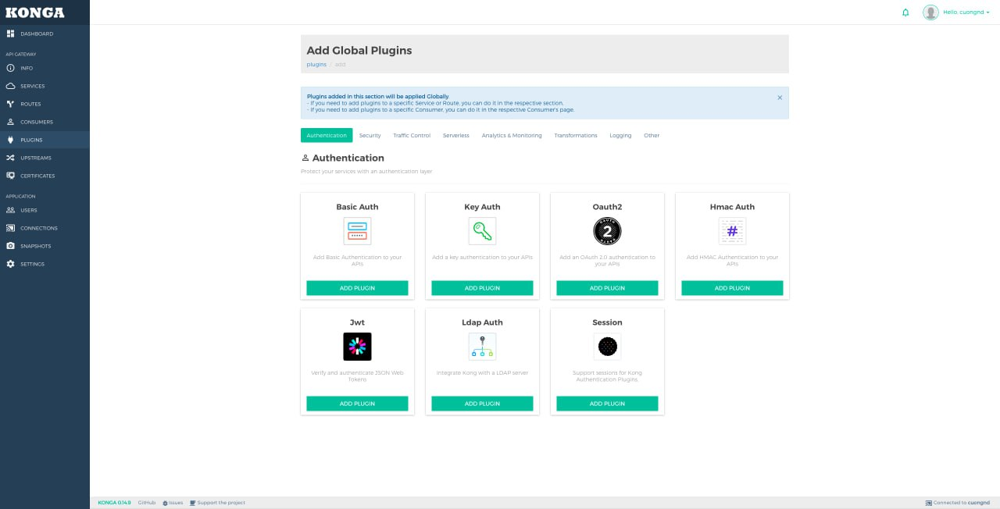 KONGA
Hello, cuongnd
DASHBOARD
API GATEWAY
INFO
SERVICES
ROUTES
CONSUMERS
PLUGINS
UPSTREAMS
CERTIFICATES
APPLICATION
USERS
CONNECTIONS
SNAPSHOTS
SETTINGS
Add Global Plugins
plugins / add
Plugins added in this section will be applied Globally.
- If you need to add plugins to a specific Service or Route, you can do it in the respective section.
- If you need to add plugins to a specific Consumer, you can do it in the respective Consumer's page.
Authentication Security Traffic Control Serverless Analytics & Monitoring Transformations Logging Other
Authentication
Protect your services with an authentication layer
Basic Auth
Add Basic Authentication to your
APIs
ADD PLUGIN
Key Auth
Add a key authentication to your APIs
ADD PLUGIN
Oauth2
2
Add an OAuth 2.0 authentication to
your APIs
ADD PLUGIN
Hmac Auth
#
Add HMAC Authentication to your
APIs
ADD PLUGIN
Jwt
Verify and authenticate JSON Web
Tokens
ADD PLUGIN
Ldap Auth
Integrate Kong with a LDAP server
ADD PLUGIN
Session
Support sessions for Kong
Authentication Plugins.
ADD PLUGIN
KONGA 0.14.9 GitHub Issues Support the project Connected to cuongnd